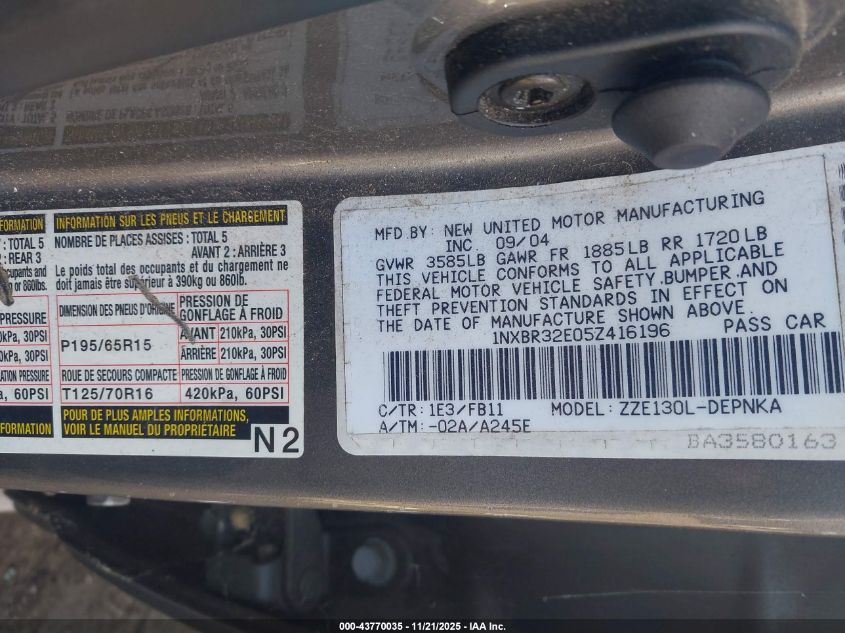 INFORMATION
: TOTAL 5
: REAR 3
occupants and
or 860lbs.
PRESSURE
kPa, 30PSI
kPa, 30PSI
INFLATION PRESSURE
, 60PSI
INFORMATION
INFORMATION SUR LES PNEUS ET LE CHARGEMENT
NOMBRE DE PLACES ASSISES : TOTAL 5
AVANT 2 : ARRIÈRE 3
Le poids total des occupants et du chargement ne
doit jamais être supérieur à 390kg ou 860lb.
DIMENSION DES PNEUS D'ORIGINE
PRESSION DE
GONFLAGE À FROID
P195/65R15
AVANT 210kPa, 30PSI
ARRIÈRE 210kPa, 30PSI
ROUE DE SECOURS COMPACTE PRESSION DE GONFLAGE À FROID
T125/70R16 420kPa, 60PSI
POUR DE PLUS AMPLES INFORMATIONS,
VOIR LE MANUEL DU PROPRIÉTAIRE
N2
MFD BY: NEW UNITED MOTOR MANUFACTURING
INC. 09/04
GVWR 3585LB GAWR FR 1885LB RR 1720LB
THIS VEHICLE CONFORMS TO ALL APPLICABLE
FEDERAL MOTOR VEHICLE SAFETY,BUMPER,AND
THEFT PREVENTION STANDARDS IN EFFECT ON
THE DATE OF MANUFACTURE SHOWN ABOVE.
1NXBR32E05Z416196 PASS CAR
C/TR: 1E3/FB11 MODEL: ZZE130L-DEPNKA
A/TM: -02A/A245E
BA3580163
000-43770035 - 11/21/2025 - IAA Inc.